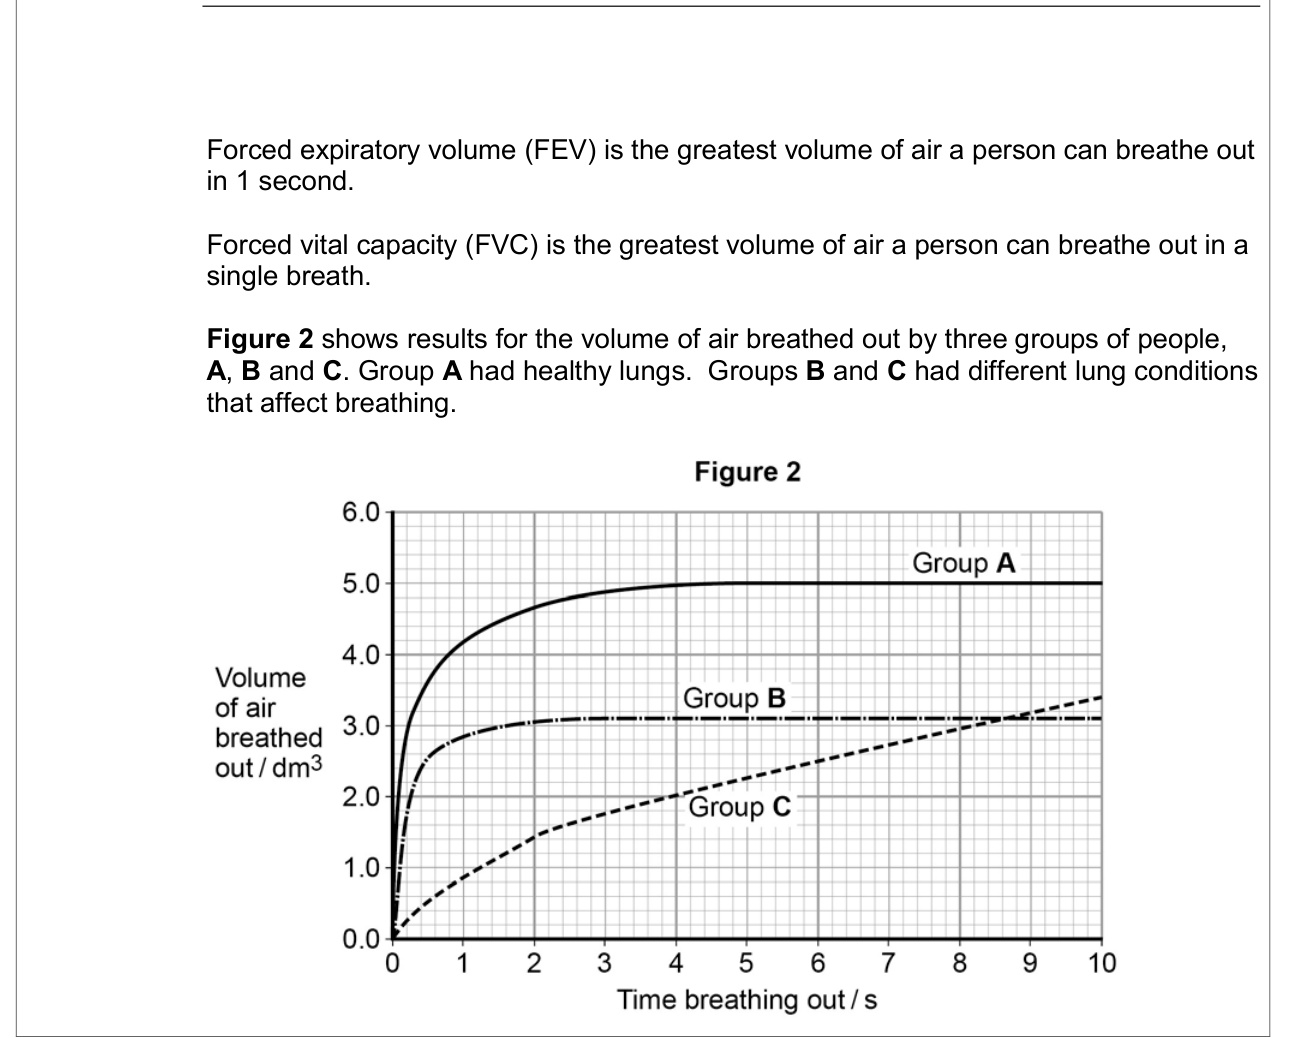 Forced expiratory volume (FEV) is the greatest volume of air a person can breathe out
in 1 second.
Forced vital capacity (FVC) is the greatest volume of air a person can breathe out in a
single breath.
Figure 2 shows results for the volume of air breathed out by three groups of people,
A, B and C. Group A had healthy lungs.  Groups B and C had different lung conditions
that affect breathing.
Figure 2
6.0
5.0
4.0
3.0
2.0
1.0
0.0
Volume
of air
breathed
out / dm³
Group A
Group B
Group C
0 1 2 3 4 5 6 7 8 9 10
Time breathing out / s